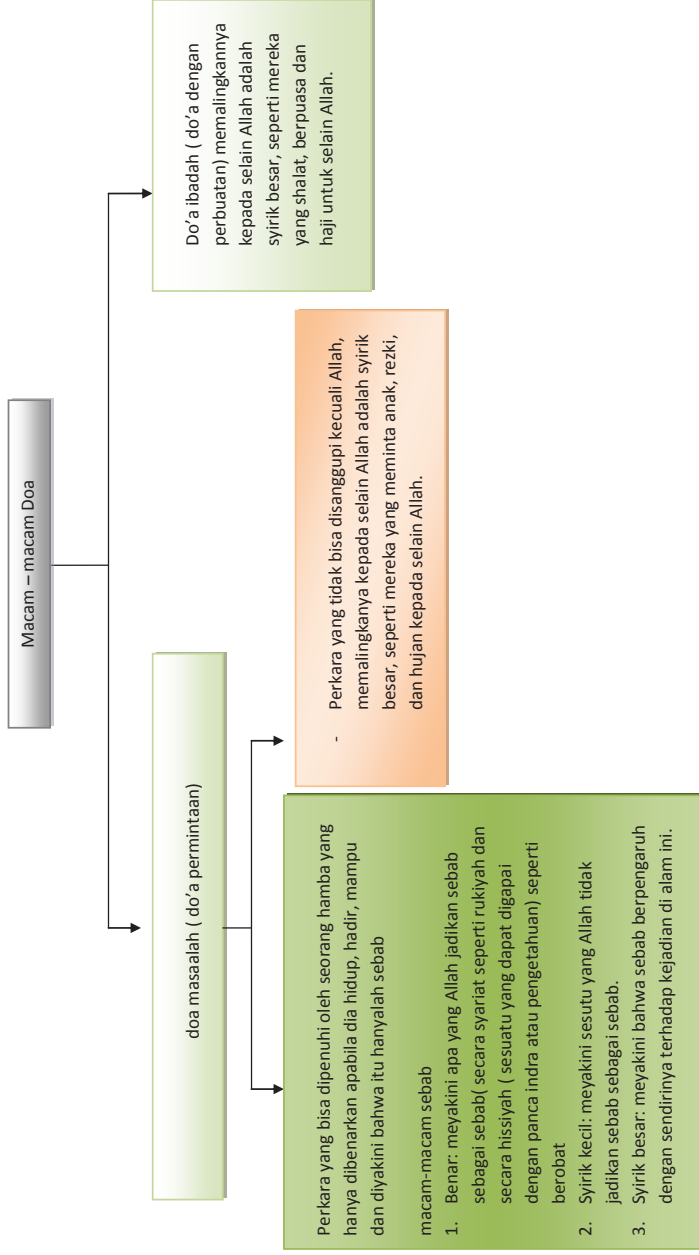 Macam – macam Doa
doa masaalah ( do'a permintaan)
Perkara yang bisa dipenuhi oleh seorang hamba yang
hanya dibenarkan apabila dia hidup, hadir, mampu
dan diyakini bahwa itu hanyalah sebab
macam-macam sebab
1. Benar: meyakini apa yang Allah jadikan sebab
sebagai sebab( secara syariat seperti rukiyah dan
secara hissiyah ( sesuatu yang dapat digapai
dengan panca indra atau pengetahuan) seperti
berobat
2. Syirik kecil: meyakini sesutu yang Allah tidak
jadikan sebab sebagai sebab.
3. Syirik besar: meyakini bahwa sebab berpengaruh
dengan sendirinya terhadap kejadian di alam ini.
- Perkara yang tidak bisa disanggupi kecuali Allah,
memalingkanya kepada selain Allah adalah syirik
besar, seperti mereka yang meminta anak, rezki,
dan hujan kepada selain Allah.
Do'a ibadah ( do'a dengan
perbuatan) memalingkannya
kepada selain Allah adalah
syirik besar, seperti mereka
yang shalat, berpuasa dan
haji untuk selain Allah.